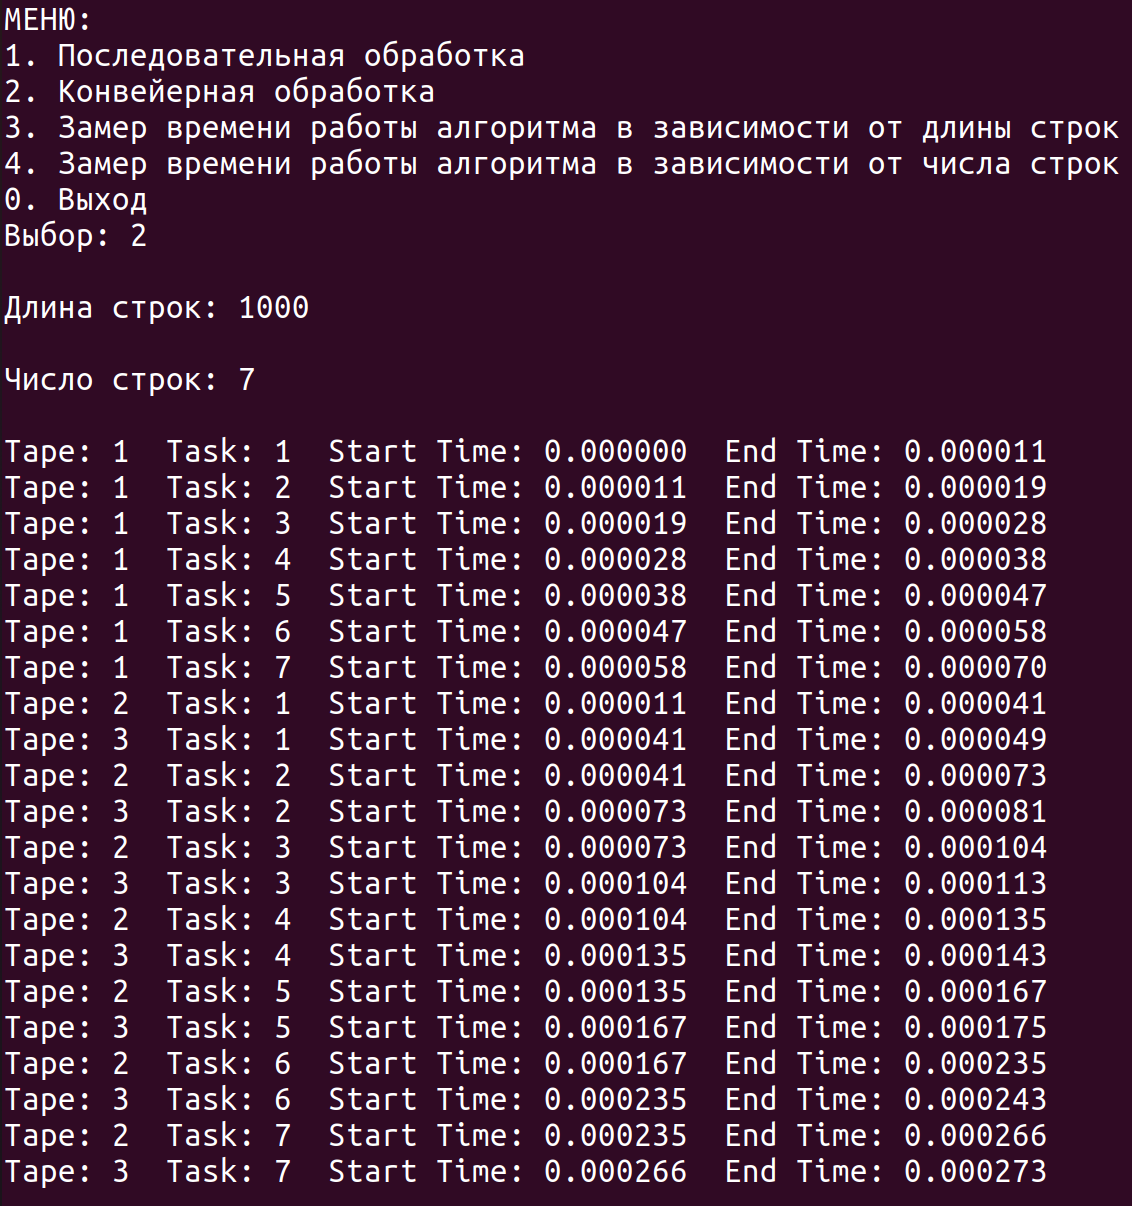 МЕНЮ:
1. Последовательная обработка
2. Конвейерная обработка
3. Замер времени работы алгоритма в зависимости от длины строк
4. Замер времени работы алгоритма в зависимости от числа строк
0. Выход
Выбор: 2
Длина строк: 1000
Число строк: 7
Tape: 1  Task: 1  Start Time: 0.000000  End Time: 0.000011
Tape: 1  Task: 2  Start Time: 0.000011  End Time: 0.000019
Tape: 1  Task: 3  Start Time: 0.000019  End Time: 0.000028
Tape: 1  Task: 4  Start Time: 0.000028  End Time: 0.000038
Tape: 1  Task: 5  Start Time: 0.000038  End Time: 0.000047
Tape: 1  Task: 6  Start Time: 0.000047  End Time: 0.000058
Tape: 1  Task: 7  Start Time: 0.000058  End Time: 0.000070
Tape: 2  Task: 1  Start Time: 0.000011  End Time: 0.000041
Tape: 3  Task: 1  Start Time: 0.000041  End Time: 0.000049
Tape: 2  Task: 2  Start Time: 0.000041  End Time: 0.000073
Tape: 3  Task: 2  Start Time: 0.000073  End Time: 0.000081
Tape: 2  Task: 3  Start Time: 0.000073  End Time: 0.000104
Tape: 3  Task: 3  Start Time: 0.000104  End Time: 0.000113
Tape: 2  Task: 4  Start Time: 0.000104  End Time: 0.000135
Tape: 3  Task: 4  Start Time: 0.000135  End Time: 0.000143
Tape: 2  Task: 5  Start Time: 0.000135  End Time: 0.000167
Tape: 3  Task: 5  Start Time: 0.000167  End Time: 0.000175
Tape: 2  Task: 6  Start Time: 0.000167  End Time: 0.000235
Tape: 3  Task: 6  Start Time: 0.000235  End Time: 0.000243
Tape: 2  Task: 7  Start Time: 0.000235  End Time: 0.000266
Tape: 3  Task: 7  Start Time: 0.000266  End Time: 0.000273